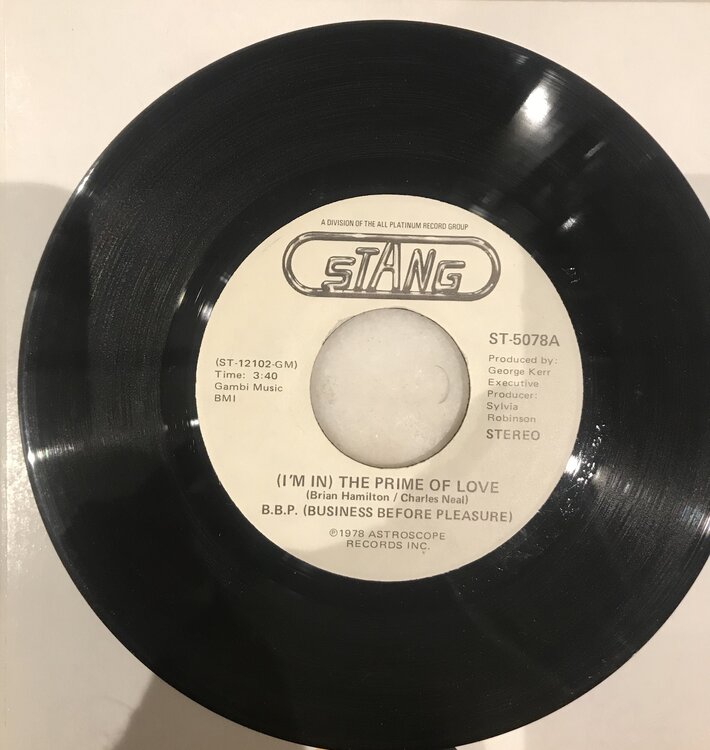 A DIVISION OF THE ALL PLATINUM RECORD GROUP
STANG
ST-5078A
(ST-12102-GM)
Time: 3:40
Gambi Music
BMI
Produced by:
George Kerr
Executive
Producer:
Sylvia
Robinson
STEREO
(I'M IN) THE PRIME OF LOVE
(Brian Hamilton / Charles Neal)
B.B.P. (BUSINESS BEFORE PLEASURE)
℗1978 ASTROSCOPE
RECORDS INC.